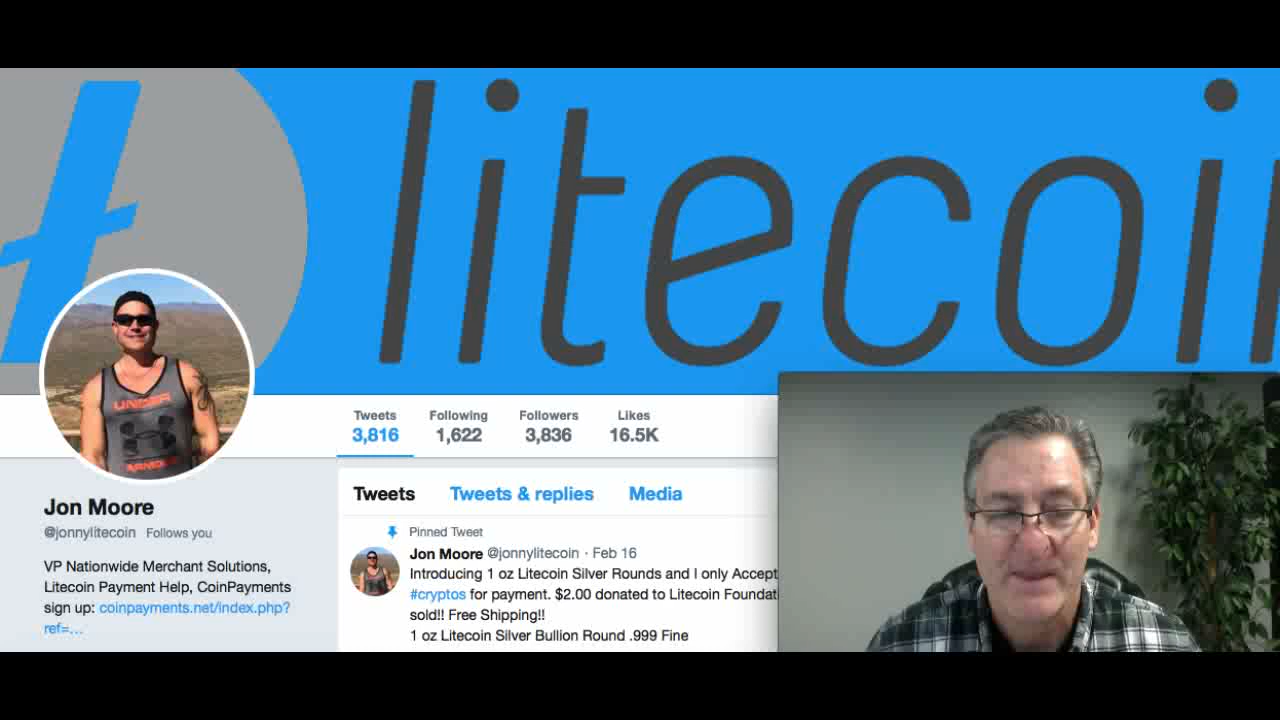 litecoi
Tweets Following Followers Likes
3,816 1,622 3,836 16.5K
UNDER
ARMOUR
Jon Moore
@jonnylitecoin Follows you
VP Nationwide Merchant Solutions,
Litecoin Payment Help, CoinPayments
sign up: coinpayments.net/index.php?
ref=...
Tweets Tweets & replies Media
Pinned Tweet
Jon Moore @jonnylitecoin · Feb 16
Introducing 1 oz Litecoin Silver Rounds and I only Accept
#cryptos for payment. $2.00 donated to Litecoin Foundat
sold!! Free Shipping!!
1 oz Litecoin Silver Bullion Round .999 Fine